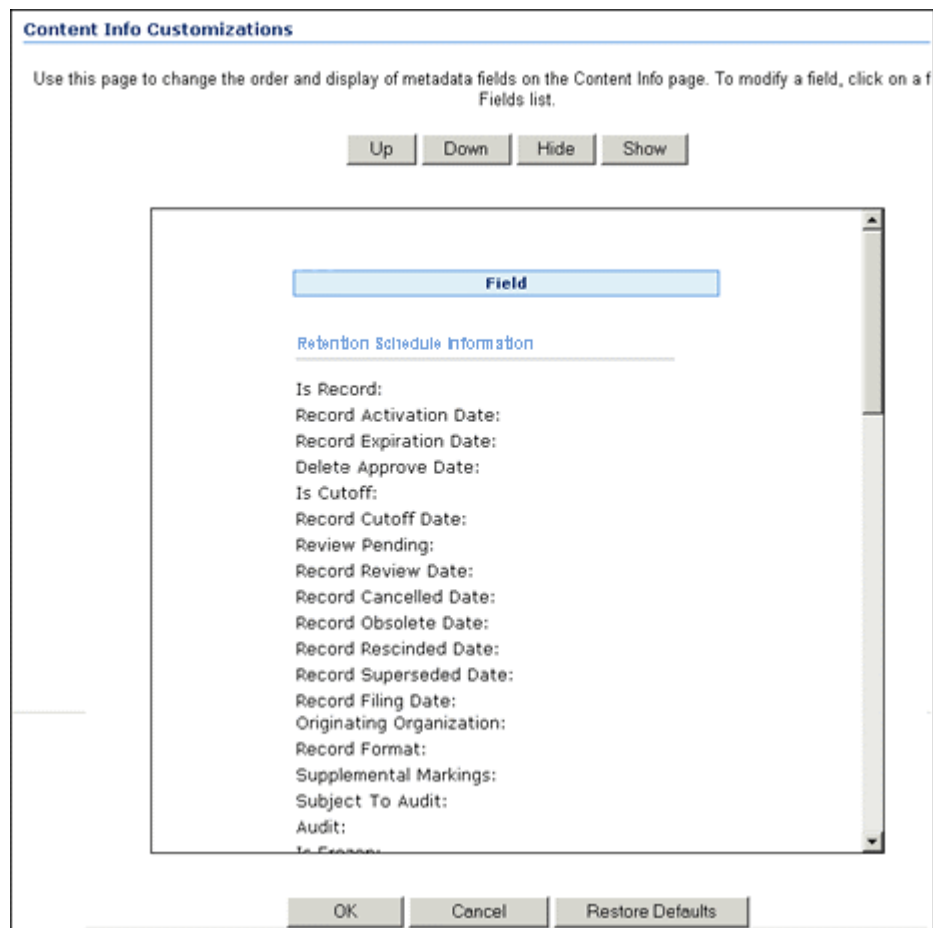 Content Info Customizations
Use this page to change the order and display of metadata fields on the Content Info page. To modify a field, click on a f
Fields list.
Up Down Hide Show
Field
Retention Schedule Information
Is Record:
Record Activation Date:
Record Expiration Date:
Delete Approve Date:
Is Cutoff:
Record Cutoff Date:
Review Pending:
Record Review Date:
Record Cancelled Date:
Record Obsolete Date:
Record Rescinded Date:
Record Superseded Date:
Record Filing Date:
Originating Organization:
Record Format:
Supplemental Markings:
Subject To Audit:
Audit:
Is Frozen:
OK Cancel Restore Defaults